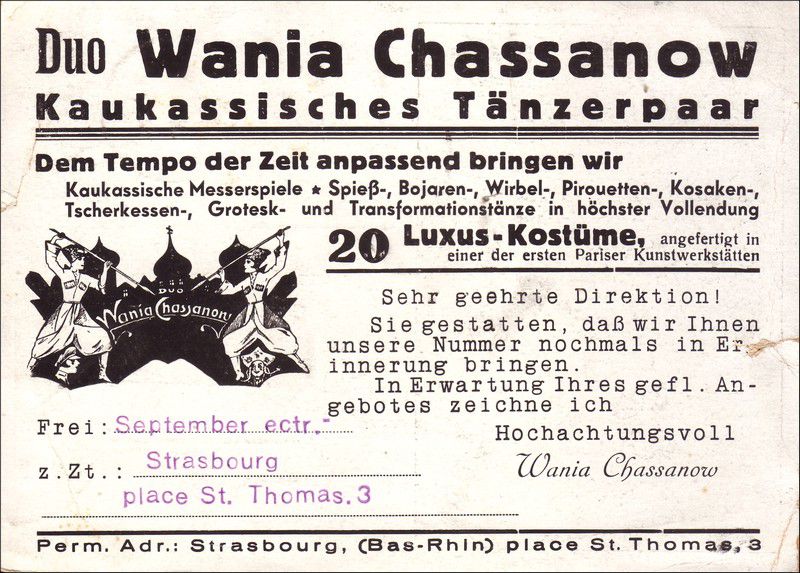 Duo Wania Chassanow
Kaukassisches Tänzerpaar
Dem Tempo der Zeit anpassend bringen wir
Kaukassische Messerspiele ★ Spieß-, Bojaren-, Wirbel-, Pirouetten-, Kosaken-,
Tscherkessen-, Grotesk- und Transformationstänze in höchster Vollendung
20 Luxus-Kostüme, angefertigt in
einer der ersten Pariser Kunstwerkstätten
DUO
Wania Chassanow
Sehr geehrte Direktion!
Sie gestatten, daß wir Ihnen
unsere Nummer nochmals in Er-
innerung bringen.
In Erwartung Ihres gefl. An-
gebotes zeichne ich
Hochachtungsvoll
Wania Chassanow
Frei: September ectr.-
z.Zt.: Strasbourg
place St. Thomas. 3
Perm. Adr.: Strasbourg, (Bas-Rhin) place St. Thomas, 3